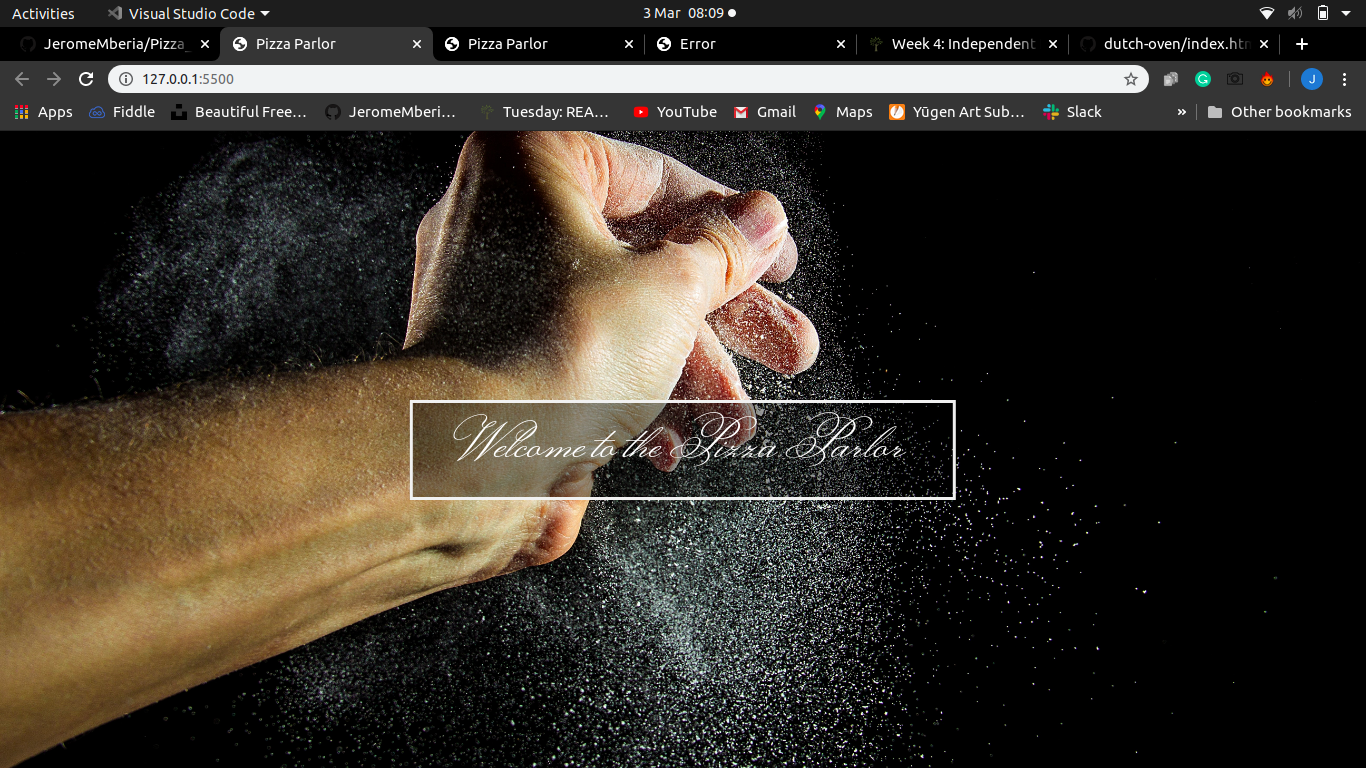 Activities
Visual Studio Code
3 Mar 08:09
JeromeMberia/Pizza_
Pizza Parlor
Pizza Parlor
Error
Week 4: Independent
dutch-oven/index.htm
127.0.0.1:5500
J
Apps
Fiddle
Beautiful Free...
JeromeMberi...
Tuesday: REA...
YouTube
Gmail
Maps
Yūgen Art Sub...
Slack
»
Other bookmarks
Welcome to the Pizza Parlor